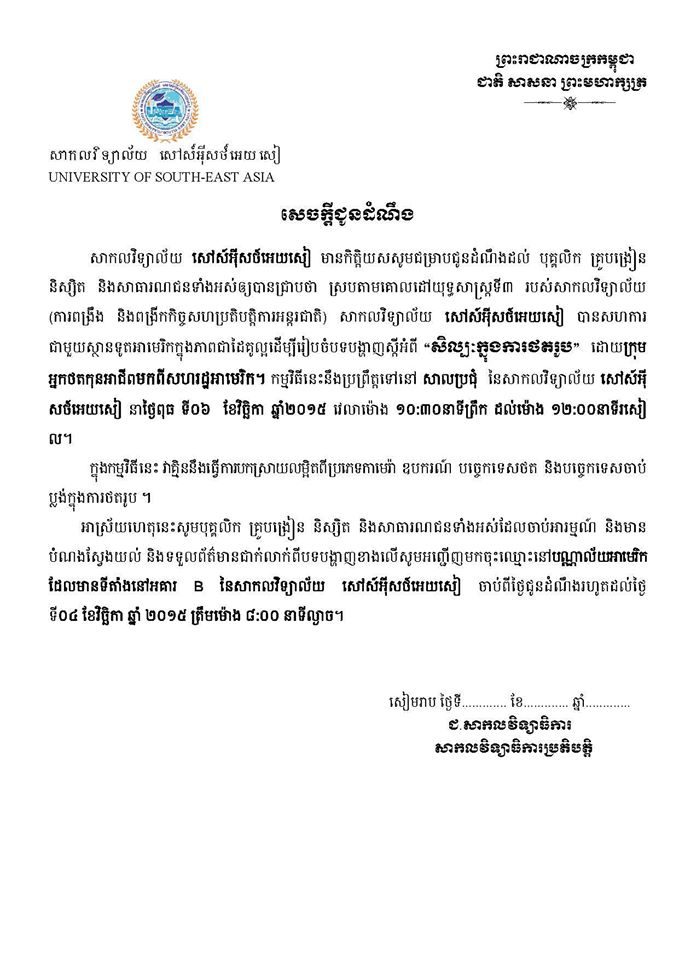 ព្រះរាជាណាចក្រកម្ពុជា
ជាតិ សាសនា ព្រះមហាក្សត្រ
សាកលវិទ្យាល័យ សៅស៍អ៊ីសថ៍អេយសៀ
UNIVERSITY OF SOUTH-EAST ASIA
សេចក្តីជូនដំណឹង
សាកលវិទ្យាល័យ សៅស៍អ៊ីសថ៍អេយសៀ មានកិត្តិយសសូមជម្រាបជូនដំណឹងដល់ បុគ្គលិក គ្រូបង្រៀន
និស្សិត និងសាធារណជនទាំងអស់ឲ្យបានជ្រាបថា ស្របតាមគោលដៅយុទ្ធសាស្ត្រទី៣ របស់សាកលវិទ្យាល័យ
(ការពង្រឹង និងពង្រីកកិច្ចសហប្រតិបត្តិការអន្តរជាតិ) សាកលវិទ្យាល័យ សៅស៍អ៊ីសថ៍អេយសៀ បានសហការ
ជាមួយស្ថានទូតអាមេរិកក្នុងភាពជាដៃគូល្អដើម្បីរៀបចំបទបង្ហាញស្តីអំពី “សិល្បៈក្នុងការថតរូប” ដោយក្រុម
អ្នកថតកុនអាជីពមកពីសហរដ្ឋអាមេរិក។ កម្មវិធីនេះនឹងប្រព្រឹត្តទៅនៅ សាលប្រជុំ នៃសាកលវិទ្យាល័យ សៅស៍អ៊ី
សថ៍អេយសៀ នាថ្ងៃពុធ ទី០៦ ខែវិច្ឆិកា ឆ្នាំ២០១៥ វេលាម៉ោង ១០:៣០នាទីព្រឹក ដល់ម៉ោង ១២:០០នាទីរសៀ
ល។
ក្នុងកម្មវិធីនេះ វាគ្មិននឹងធ្វើការបកស្រាយលម្អិតពីប្រភេទកាមេរ៉ា ឧបករណ៍ បច្ចេកទេសថត និងបច្ចេកទេសចាប់
ប្លង់ក្នុងការថតរូប ។
អាស្រ័យហេតុនេះសូមបុគ្គលិក គ្រូបង្រៀន និស្សិត និងសាធារណជនទាំងអស់ដែលចាប់អារម្មណ៍ និងមាន
បំណងស្វែងយល់ និងទទួលព័ត៌មានជាក់លាក់ពីបទបង្ហាញខាងលើសូមអញ្ជើញមកចុះឈ្មោះនៅបណ្ណាល័យអាមេរិក
ដែលមានទីតាំងនៅអគារ B នៃសាកលវិទ្យាល័យ សៅស៍អ៊ីសថ៍អេយសៀ ចាប់ពីថ្ងៃជូនដំណឹងរហូតដល់ថ្ងៃ
ទី០៤ ខែវិច្ឆិកា ឆ្នាំ ២០១៥ ត្រឹមម៉ោង ៨:០០ នាទីល្ងាច។
សៀមរាប ថ្ងៃទី............. ខែ............. ឆ្នាំ.............
ជ.សាកលវិទ្យាធិការ
សាកលវិទ្យាធិការប្រតិបត្តិ